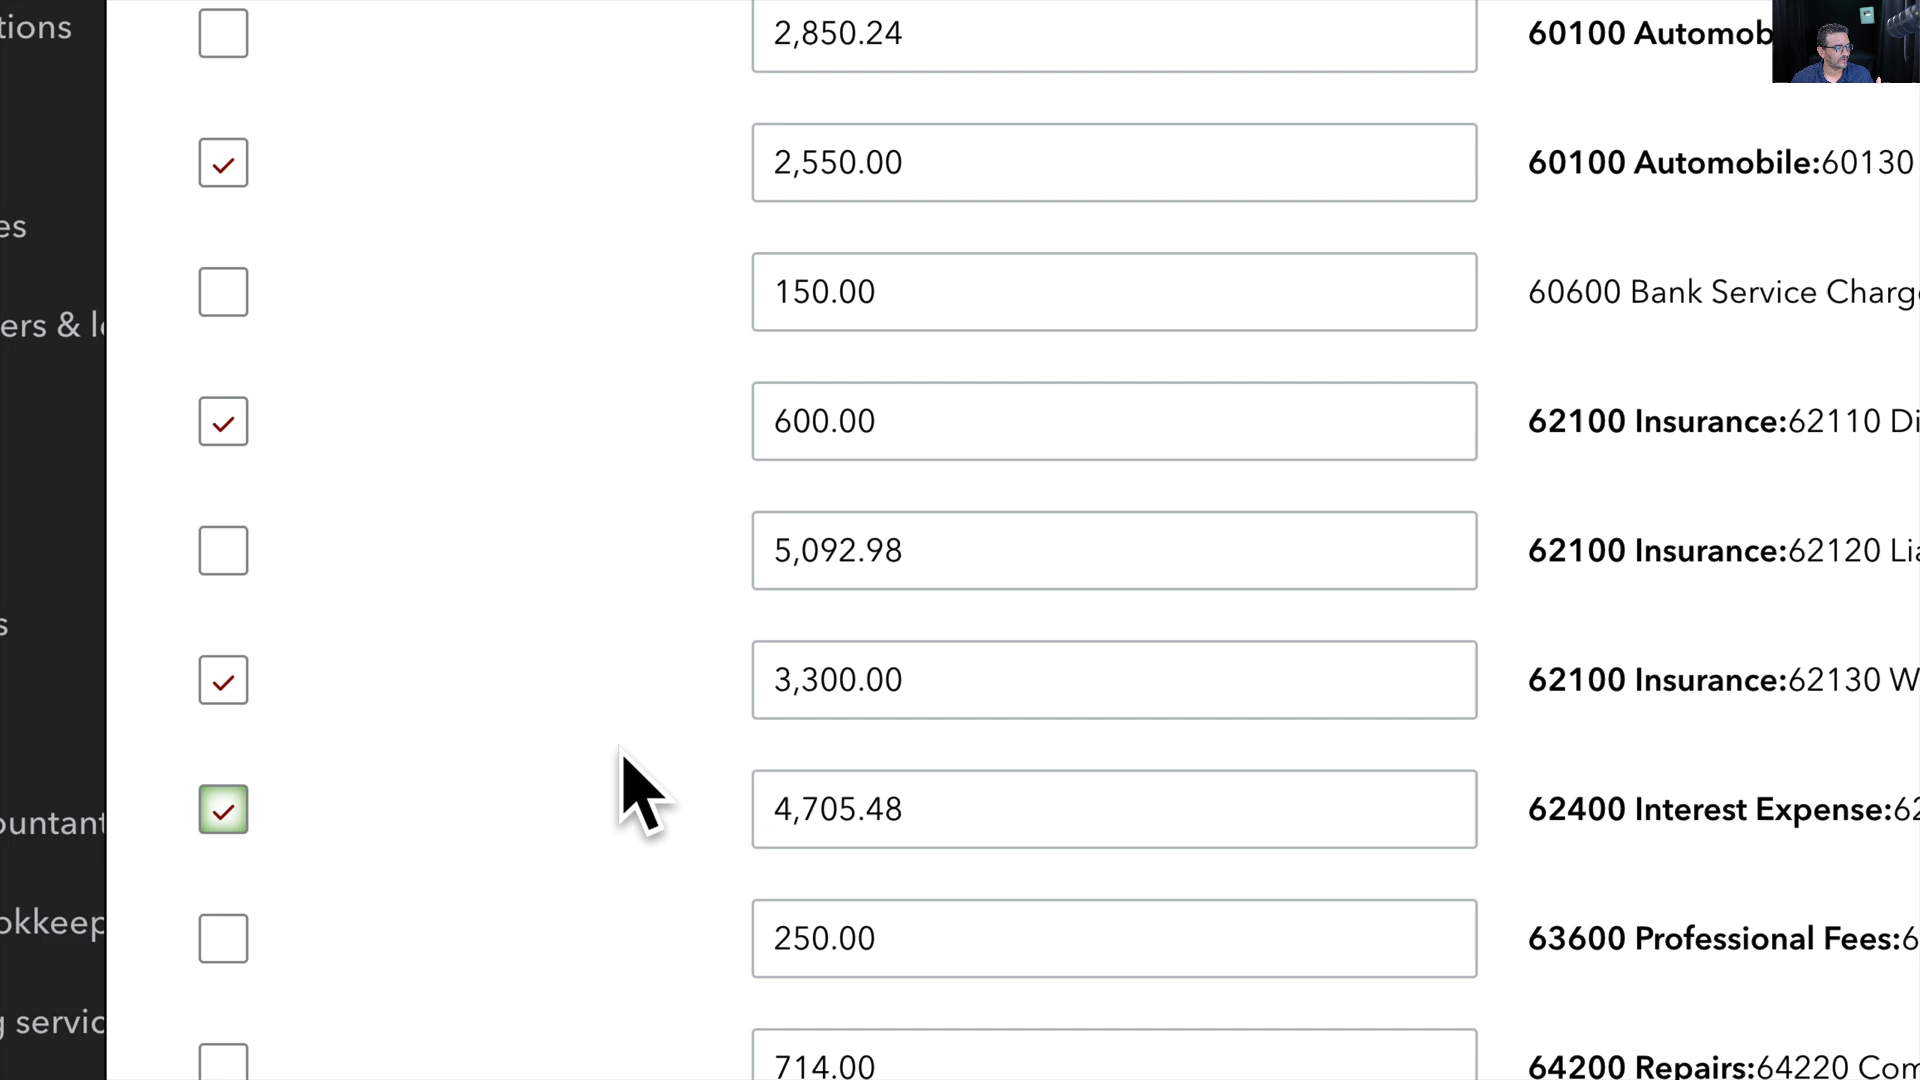 tions
2,850.24 60100 Automob
2,550.00 60100 Automobile:60130
es
150.00 60600 Bank Service Charg
ers & l
600.00 62100 Insurance:62110 Di
5,092.98 62100 Insurance:62120 Lia
s
3,300.00 62100 Insurance:62130 W
4,705.48 62400 Interest Expense:62
ountant
250.00 63600 Professional Fees:6
okkeep
g servic
714.00 64200 Repairs:64220 Com